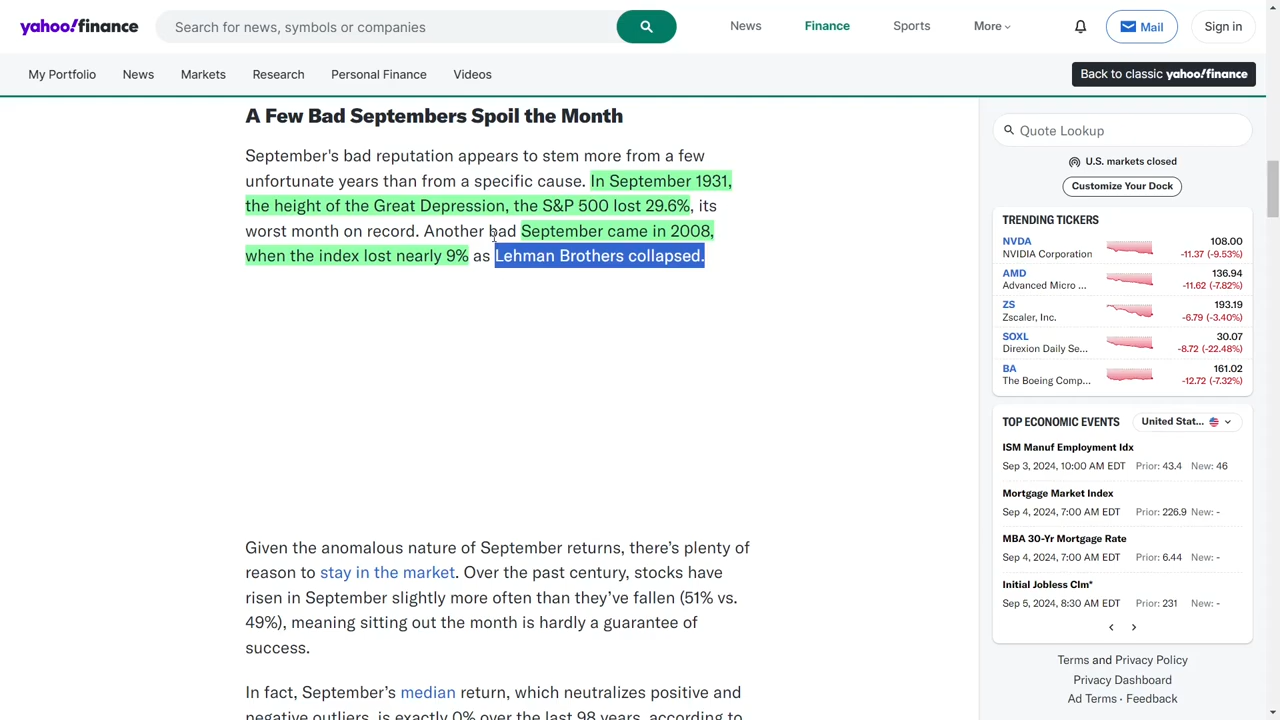 yahoo!finance
Search for news, symbols or companies
News
Finance
Sports
More
Mail
Sign in
My Portfolio
News
Markets
Research
Personal Finance
Videos
Back to classic yahoo!finance
A Few Bad Septembers Spoil the Month
September's bad reputation appears to stem more from a few
unfortunate years than from a specific cause. In September 1931,
the height of the Great Depression, the S&P 500 lost 29.6%, its
worst month on record. Another bad September came in 2008,
when the index lost nearly 9% as Lehman Brothers collapsed.
Given the anomalous nature of September returns, there's plenty of
reason to stay in the market. Over the past century, stocks have
risen in September slightly more often than they've fallen (51% vs.
49%), meaning sitting out the month is hardly a guarantee of
success.
In fact, September's median return, which neutralizes positive and
negative outliers, is exactly 0% over the last 98 years, according to
Quote Lookup
U.S. markets closed
Customize Your Dock
TRENDING TICKERS
NVDA 108.00
NVIDIA Corporation -11.37 (-9.53%)
AMD 136.94
Advanced Micro ... -11.62 (-7.82%)
ZS 193.19
Zscaler, Inc. -6.79 (-3.40%)
SOXL 30.07
Direxion Daily Se... -8.72 (-22.48%)
BA 161.02
The Boeing Comp... -12.72 (-7.32%)
TOP ECONOMIC EVENTS United Stat...
ISM Manuf Employment Idx
Sep 3, 2024, 10:00 AM EDT Prior: 43.4 New: 46
Mortgage Market Index
Sep 4, 2024, 7:00 AM EDT Prior: 226.9 New: -
MBA 30-Yr Mortgage Rate
Sep 4, 2024, 7:00 AM EDT Prior: 6.44 New: -
Initial Jobless Clm*
Sep 5, 2024, 8:30 AM EDT Prior: 231 New: -
Terms and Privacy Policy
Privacy Dashboard
Ad Terms · Feedback